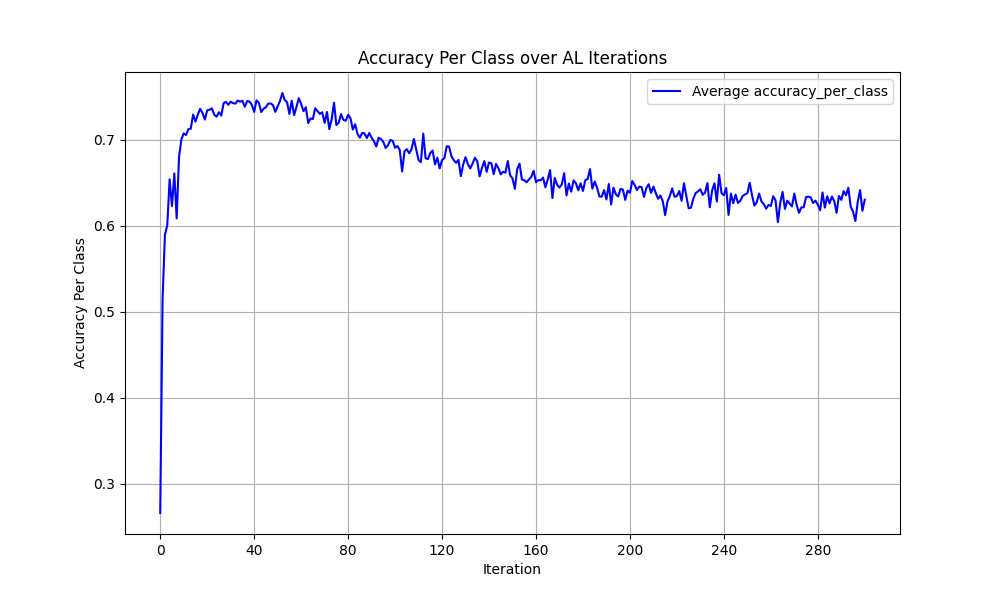 Accuracy Per Class over AL Iterations
Average accuracy_per_class
Accuracy Per Class
0.7
0.6
0.5
0.4
0.3
0 40 80 120 160 200 240 280
Iteration